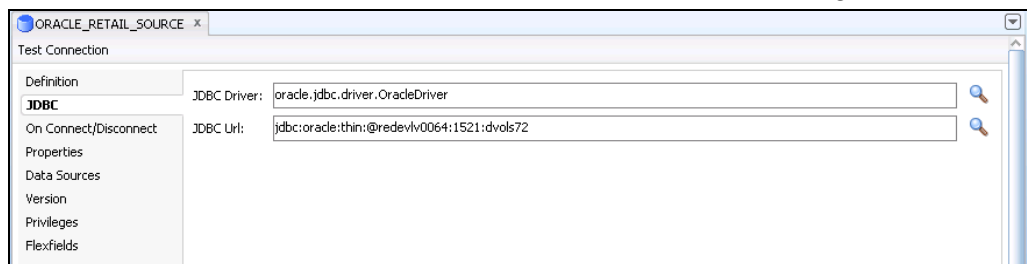 ORACLE_RETAIL_SOURCE x
Test Connection
Definition
JDBC
On Connect/Disconnect
Properties
Data Sources
Version
Privileges
Flexfields
JDBC Driver: oracle.jdbc.driver.OracleDriver
JDBC Url: jdbc:oracle:thin:@redevlv0064:1521:dvols72